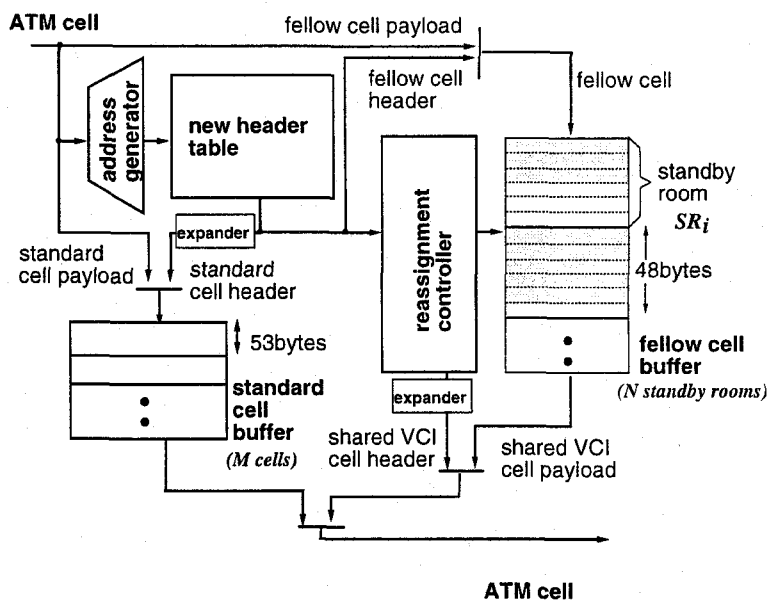 ATM cell
fellow cell payload
fellow cell
header
fellow cell
address
generator
new header
table
standby
room
SRi
expander
standard
cell payload
standard
cell header
reassignment
controller
48bytes
53bytes
fellow cell
buffer
(N standby rooms)
standard
cell
buffer
(M cells)
expander
shared VCI
cell header
shared VCI
cell payload
ATM cell